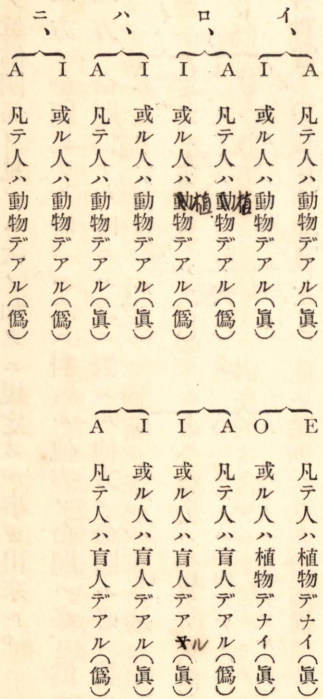 イ、
A 凡テ人ハ動物デアル(眞) E 凡テ人ハ植物デナイ(眞)
I 或ル人ハ動物デアル(眞) O 或ル人ハ植物デナイ(眞)
ロ、
A 凡テ人ハ植物デアル(僞) A 凡テ人ハ盲人デアル(僞)
I 或ル人ハ植物デアル(僞) I 或ル人ハ盲人デアル(眞)
ハ、
I 或ル人ハ動物デアル(眞) I 或ル人ハ盲人デアル(眞)
A 凡テ人ハ動物デアル(眞) A 凡テ人ハ盲人デアル(僞)
ニ、
I 或ル人ハ動物デアル(僞)
A 凡テ人ハ動物デアル(僞)